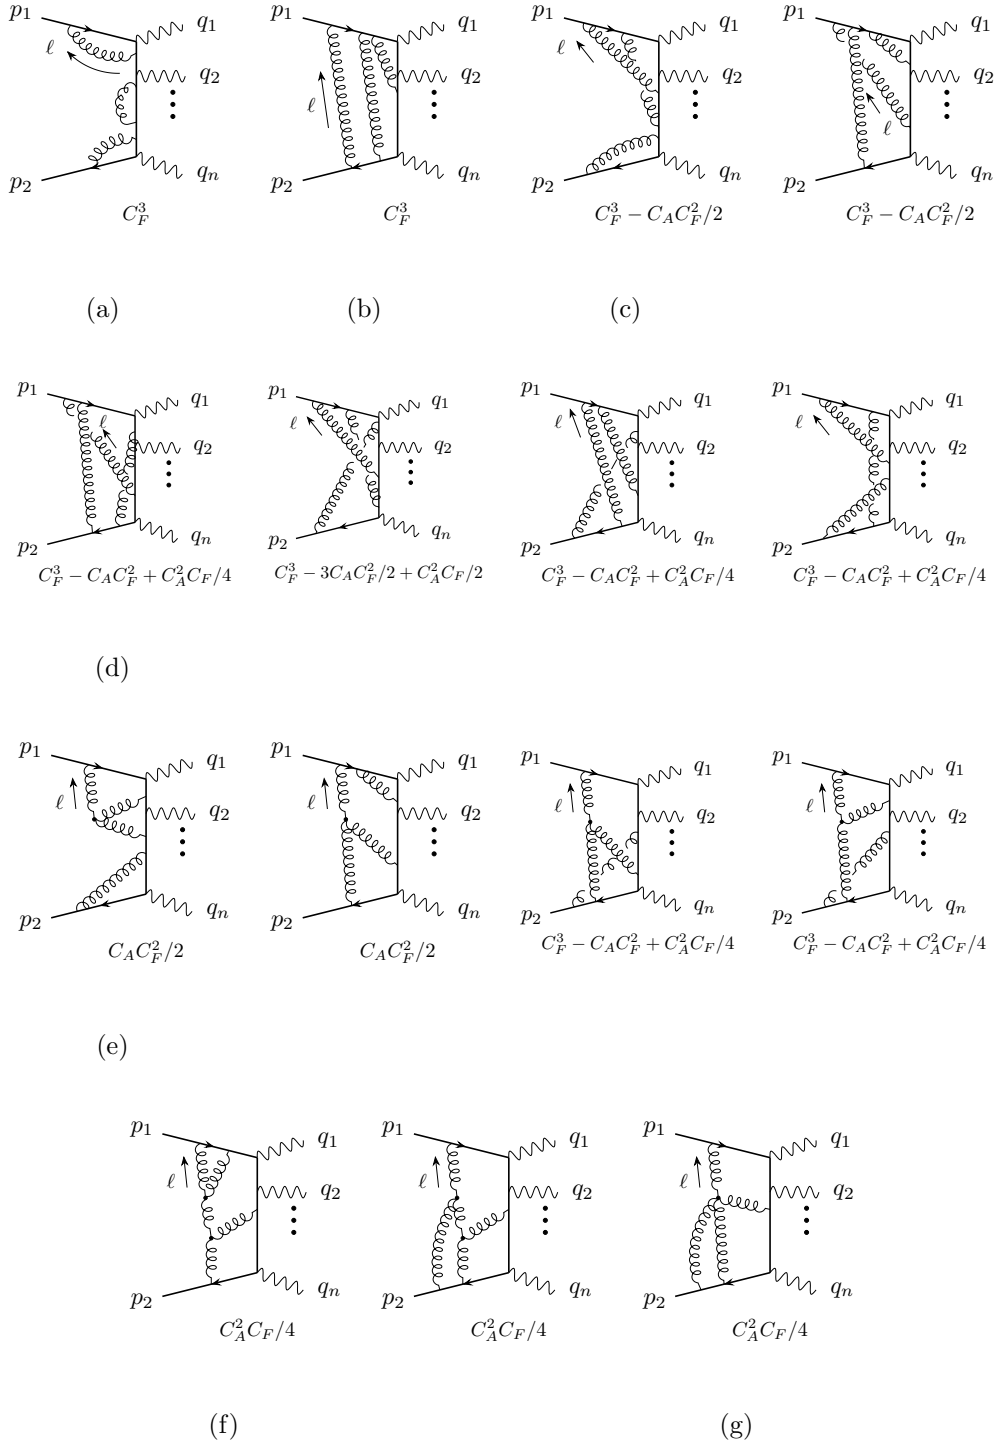 p₁ q₁ p₁ q₁ p₁ q₁ p₁ q₁
ℓ q₂ ℓ q₂ ℓ q₂ ℓ q₂
p₂ qₙ p₂ qₙ p₂ qₙ p₂ qₙ
C_F^3 C_F^3 C_F^3 − C_A C_F^2/2 C_F^3 − C_A C_F^2/2
(a) (b) (c)
p₁ q₁ p₁ q₁ p₁ q₁ p₁ q₁
ℓ q₂ ℓ q₂ ℓ q₂ ℓ q₂
p₂ qₙ p₂ qₙ p₂ qₙ p₂ qₙ
C_F^3 − C_A C_F^2 + C_A^2 C_F/4 C_F^3 − 3C_A C_F^2/2 + C_A^2 C_F/2 C_F^3 − C_A C_F^2 + C_A^2 C_F/4 C_F^3 − C_A C_F^2 + C_A^2 C_F/4
(d)
p₁ q₁ p₁ q₁ p₁ q₁ p₁ q₁
ℓ q₂ ℓ q₂ ℓ q₂ ℓ q₂
p₂ qₙ p₂ qₙ p₂ qₙ p₂ qₙ
C_A C_F^2/2 C_A C_F^2/2 C_F^3 − C_A C_F^2 + C_A^2 C_F/4 C_F^3 − C_A C_F^2 + C_A^2 C_F/4
(e)
p₁ q₁ p₁ q₁ p₁ q₁
ℓ q₂ ℓ q₂ ℓ q₂
p₂ qₙ p₂ qₙ p₂ qₙ
C_A^2 C_F/4 C_A^2 C_F/4 C_A^2 C_F/4
(f) (g)